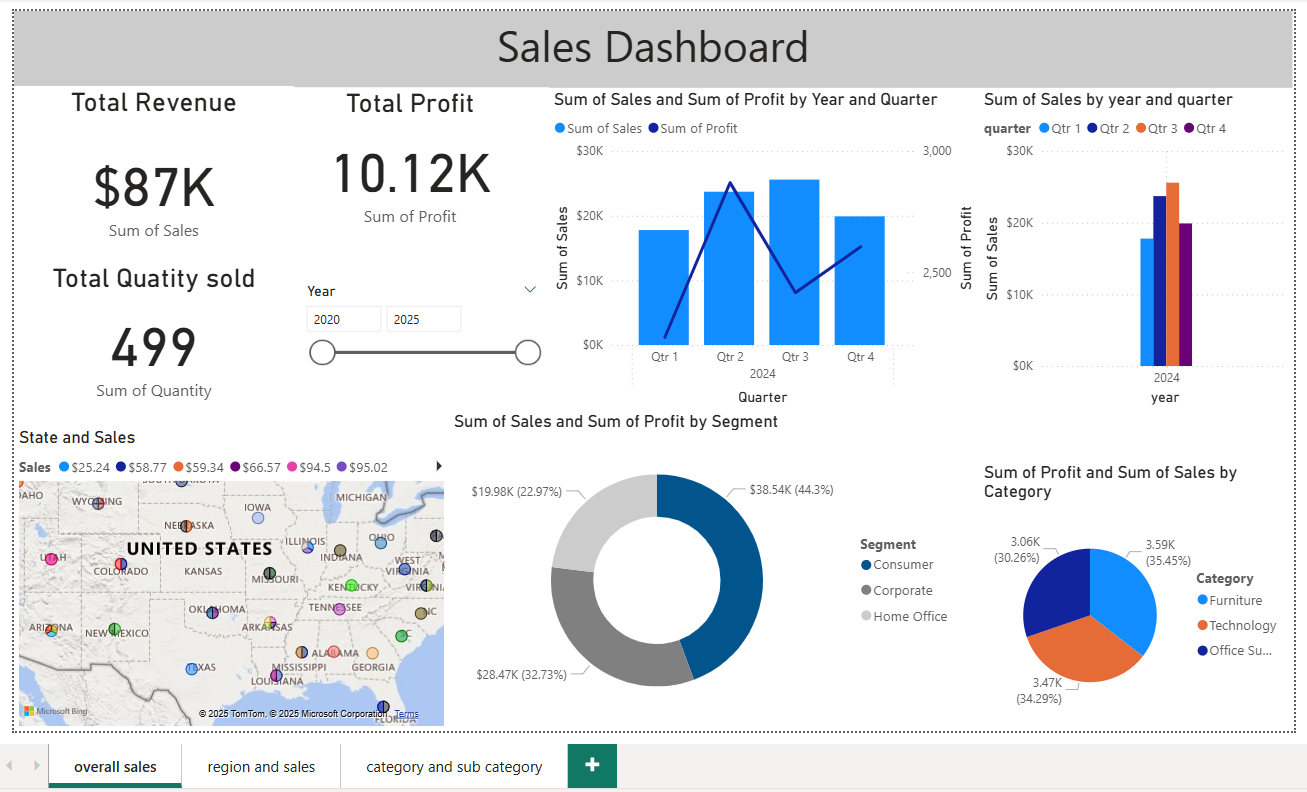 Sales Dashboard
Total Revenue
$87K
Sum of Sales
Total Profit
10.12K
Sum of Profit
Total Quatity sold
499
Sum of Quantity
Year
2020
2025
Sum of Sales and Sum of Profit by Year and Quarter
Sum of Sales
Sum of Profit
$30K
$20K
$10K
$0K
Sum of Sales
3,000
2,500
Sum of Profit
Qtr 1
Qtr 2
Qtr 3
Qtr 4
2024
Quarter
Sum of Sales by year and quarter
quarter
Qtr 1
Qtr 2
Qtr 3
Qtr 4
$30K
$20K
$10K
$0K
Sum of Sales
2024
year
State and Sales
Sales
$25.24
$58.77
$59.34
$66.57
$94.5
$95.02
WYOMING
MICHIGAN
IOWA
NEBRASKA
ILLINOIS
OHIO
UNITED STATES
INDIANA
UTAH
COLORADO
KANSAS
MISSOURI
WEST
VIRGINIA
KENTUCKY
VIRGINIA
TENNESSEE
OKLAHOMA
NC
ARKANSAS
ARIZONA
NEW MEXICO
SC
ALABAMA
TEXAS
MISSISSIPPI
GEORGIA
LOUISIANA
FLORIDA
Microsoft Bing
© 2025 TomTom, © 2025 Microsoft Corporation
Terms
Sum of Sales and Sum of Profit by Segment
$19.98K (22.97%)
$38.54K (44.3%)
$28.47K (32.73%)
Segment
Consumer
Corporate
Home Office
Sum of Profit and Sum of Sales by
Category
3.06K
(30.26%)
3.59K
(35.45%)
3.47K
(34.29%)
Category
Furniture
Technology
Office Su...
overall sales
region and sales
category and sub category